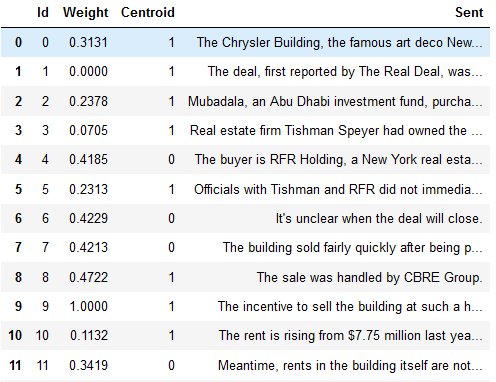 Id Weight Centroid Sent
0 0 0.3131 1 The Chrysler Building, the famous art deco New...
1 1 0.0000 1 The deal, first reported by The Real Deal, was...
2 2 0.2378 1 Mubadala, an Abu Dhabi investment fund, purcha...
3 3 0.0705 1 Real estate firm Tishman Speyer had owned the ...
4 4 0.4185 0 The buyer is RFR Holding, a New York real esta...
5 5 0.2313 1 Officials with Tishman and RFR did not immedia...
6 6 0.4229 0 It's unclear when the deal will close.
7 7 0.4213 0 The building sold fairly quickly after being p...
8 8 0.4722 1 The sale was handled by CBRE Group.
9 9 1.0000 1 The incentive to sell the building at such a h...
10 10 0.1132 1 The rent is rising from $7.75 million last yea...
11 11 0.3419 0 Meantime, rents in the building itself are not...